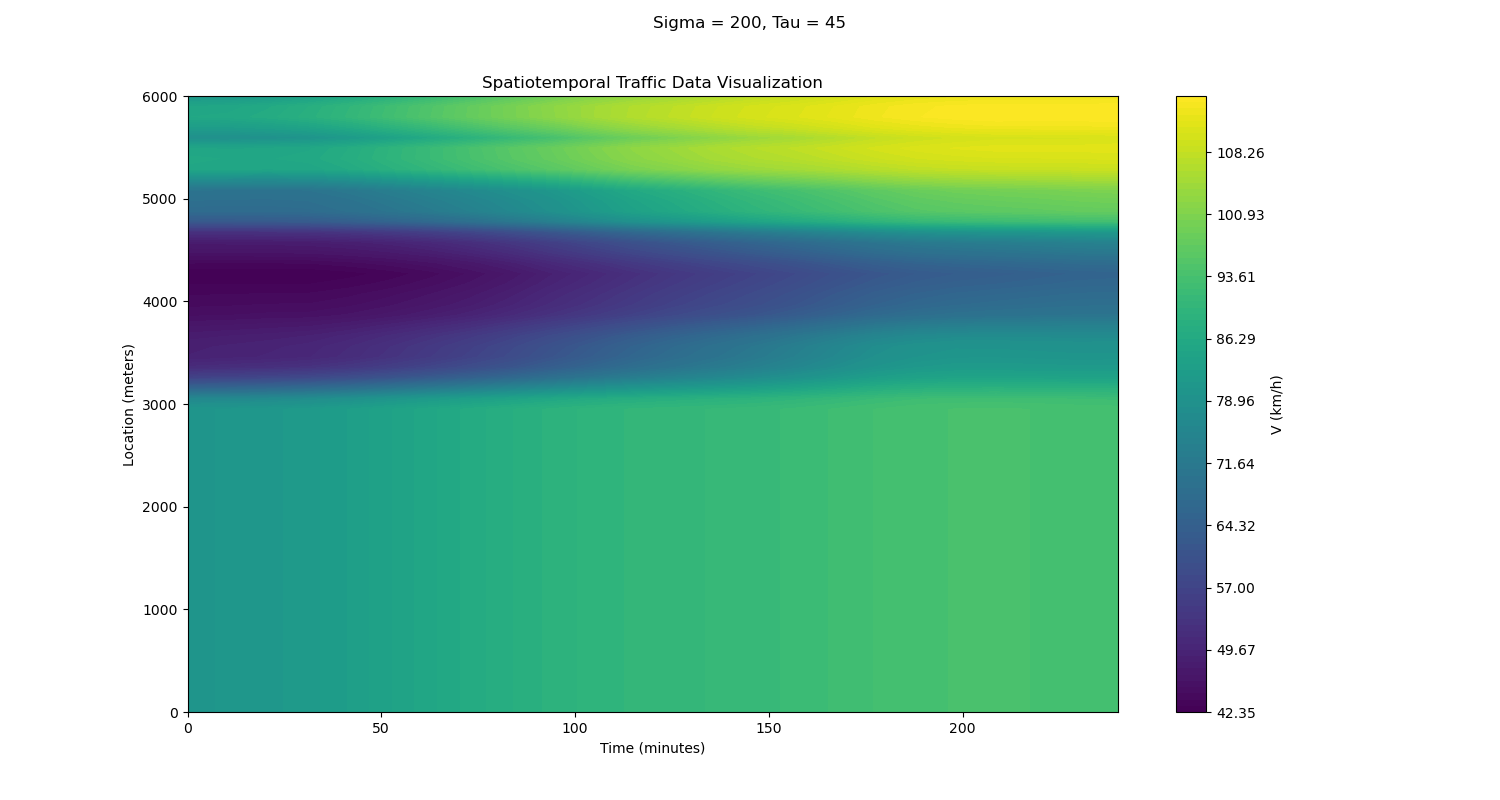 Sigma = 200, Tau = 45
Spatiotemporal Traffic Data Visualization
6000
5000
4000
3000
2000
1000
0
Location (meters)
0 50 100 150 200
Time (minutes)
108.26
100.93
93.61
86.29
78.96
71.64
64.32
57.00
49.67
42.35
V (km/h)